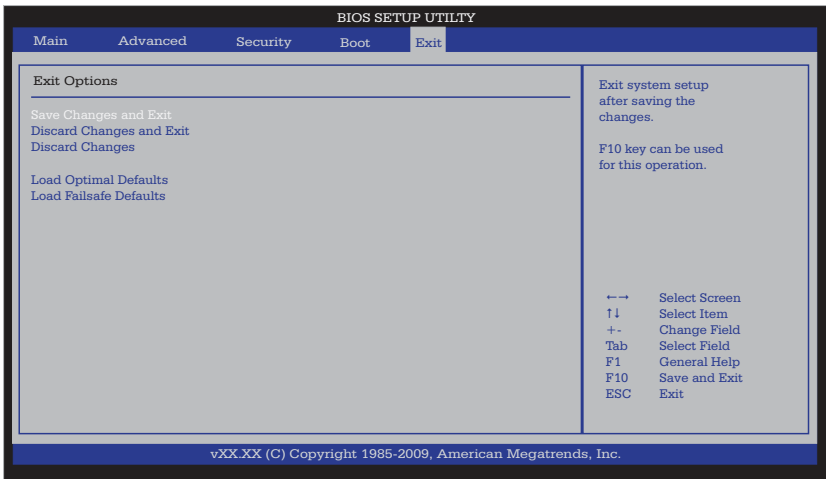 BIOS SETUP UTILTY
Main Advanced Security Boot Exit
Exit Options
Save Changes and Exit
Discard Changes and Exit
Discard Changes
Load Optimal Defaults
Load Failsafe Defaults
Exit system setup
after saving the
changes.
F10 key can be used
for this operation.
←→ Select Screen
↑↓ Select Item
+- Change Field
Tab Select Field
F1 General Help
F10 Save and Exit
ESC Exit
vXX.XX (C) Copyright 1985-2009, American Megatrends, Inc.